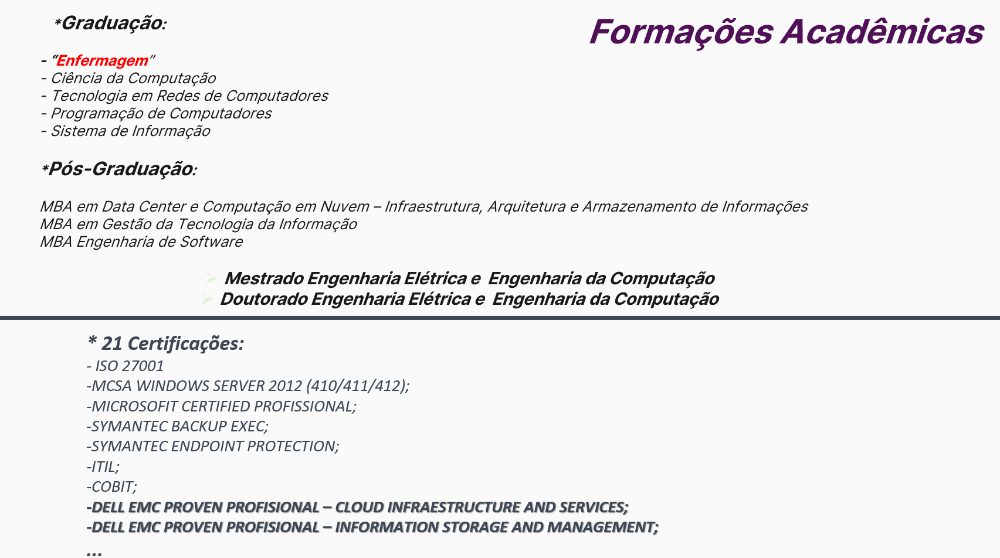 *Graduação:
Formações Acadêmicas
- “Enfermagem”
- Ciência da Computação
- Tecnologia em Redes de Computadores
- Programação de Computadores
- Sistema de Informação
*Pós-Graduação:
MBA em Data Center e Computação em Nuvem – Infraestrutura, Arquitetura e Armazenamento de Informações
MBA em Gestão da Tecnologia da Informação
MBA Engenharia de Software
➢ Mestrado Engenharia Elétrica e  Engenharia da Computação
➢ Doutorado Engenharia Elétrica e  Engenharia da Computação
* 21 Certificações:
- ISO 27001
-MCSA WINDOWS SERVER 2012 (410/411/412);
-MICROSOFIT CERTIFIED PROFISSIONAL;
-SYMANTEC BACKUP EXEC;
-SYMANTEC ENDPOINT PROTECTION;
-ITIL;
-COBIT;
-DELL EMC PROVEN PROFISIONAL – CLOUD INFRAESTRUCTURE AND SERVICES;
-DELL EMC PROVEN PROFISIONAL – INFORMATION STORAGE AND MANAGEMENT;
...